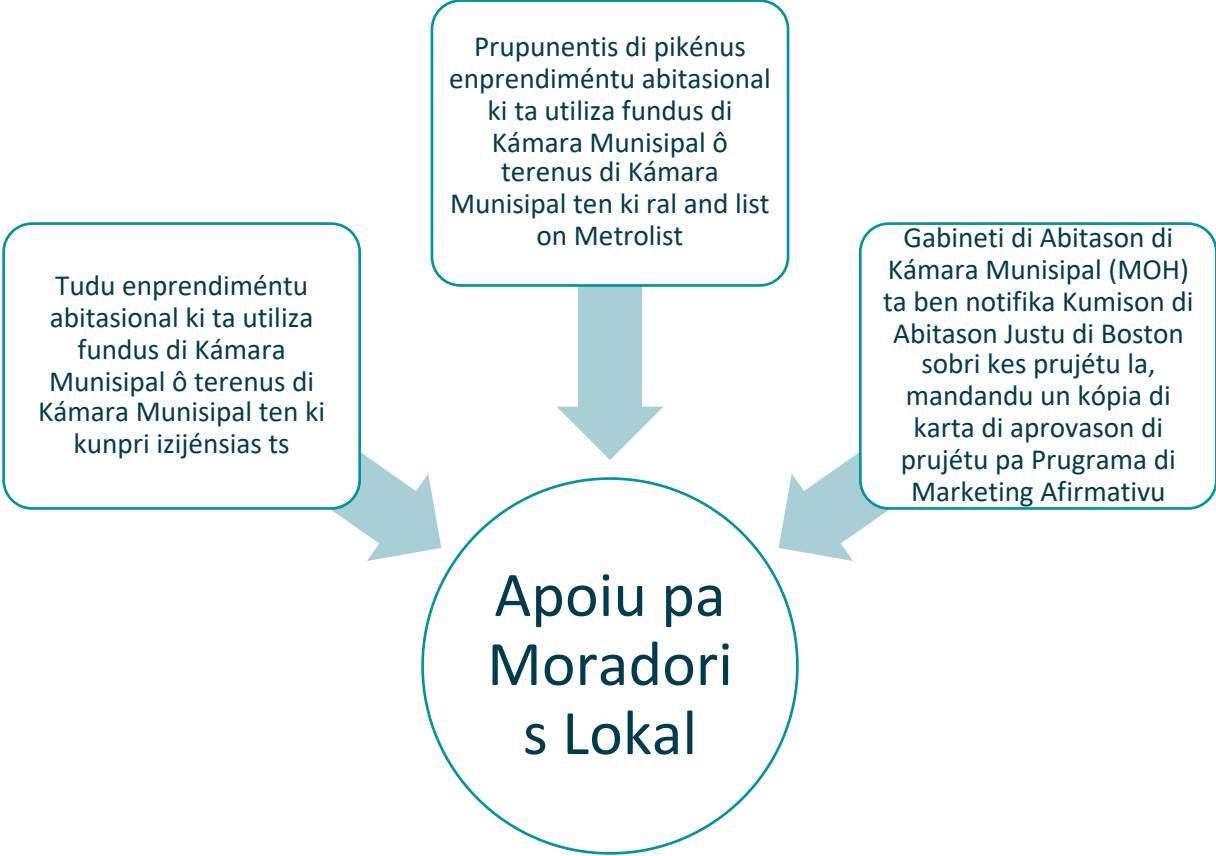 Prupunentis di pikénus
enprendiméntu abitasional
ki ta utiliza fundus di
Kámara Munisipal ô
terenus di Kámara
Munisipal ten ki ral and list
on Metrolist
Tudu enprendiméntu
abitasional ki ta utiliza
fundus di Kámara
Munisipal ô terenus di
Kámara Munisipal ten ki
kunpri izijénsias ts
Gabineti di Abitason di
Kámara Munisipal (MOH)
ta ben notifika Kumison di
Abitason Justu di Boston
sobri kes prujétu la,
mandandu un kópia di
karta di aprovason di
prujétu pa Prugrama di
Marketing Afirmativu
Apoiu pa
Moradori
s Lokal